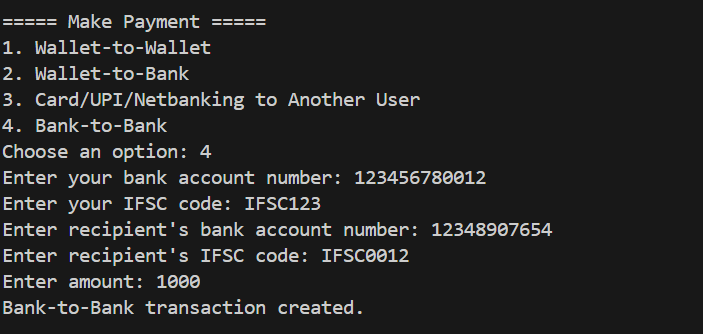 ===== Make Payment =====
1. Wallet-to-Wallet
2. Wallet-to-Bank
3. Card/UPI/Netbanking to Another User
4. Bank-to-Bank
Choose an option: 4
Enter your bank account number: 123456780012
Enter your IFSC code: IFSC123
Enter recipient's bank account number: 12348907654
Enter recipient's IFSC code: IFSC0012
Enter amount: 1000
Bank-to-Bank transaction created.